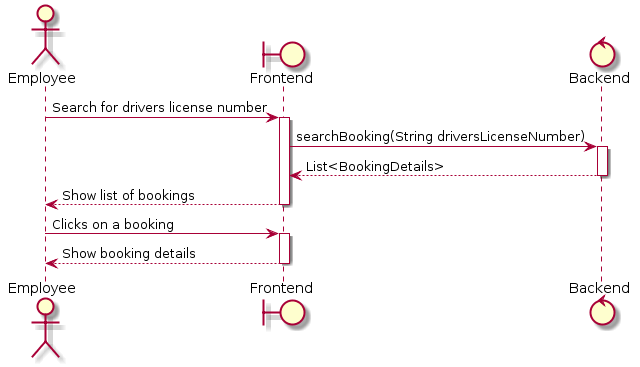 Employee
Frontend
Backend
Search for drivers license number
searchBooking(String driversLicenseNumber)
List<BookingDetails>
Show list of bookings
Clicks on a booking
Show booking details
Employee
Frontend
Backend